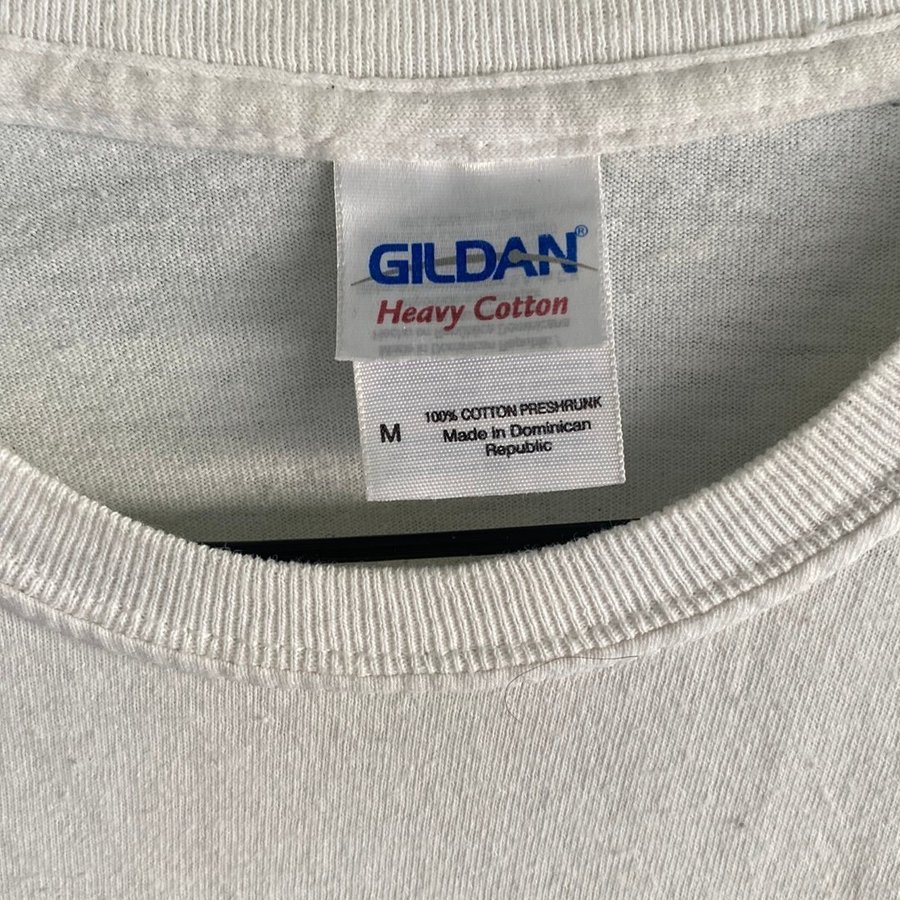 GILDAN®
Heavy Cotton
M
100% COTTON PRESHRUNK
Made in Dominican
Republic